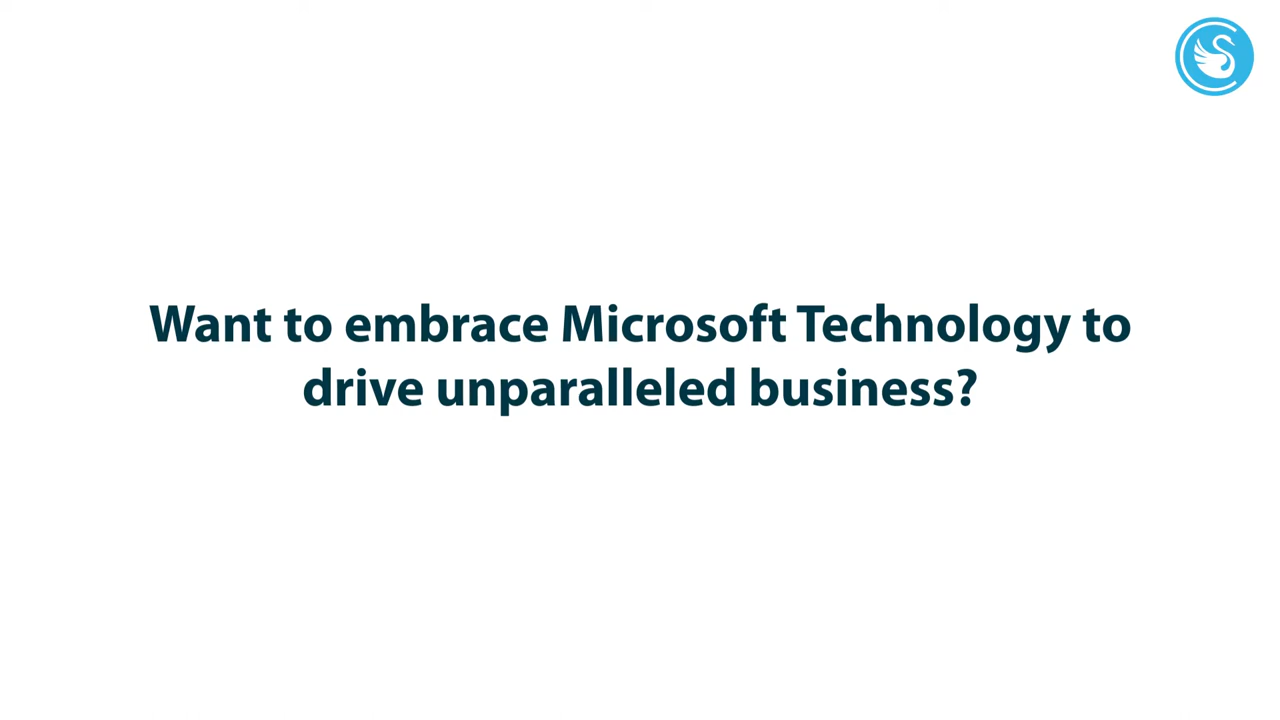 Want to embrace Microsoft Technology to
drive unparalleled business?